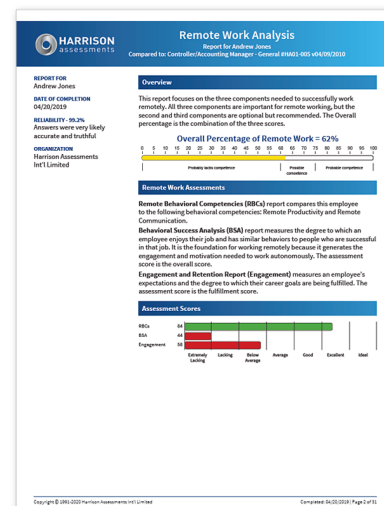 HARRISON
assessments
Remote Work Analysis
Report for Andrew Jones
Compared to: Controller/Accounting Manager - General #HA01-005 v04/09/2010
REPORT FOR
Andrew Jones
DATE OF COMPLETION
04/20/2019
RELIABILITY - 99.2%
Answers were very likely
accurate and truthful
ORGANIZATION
Harrison Assessments
Int'l Limited
Overview
This report focuses on the three components needed to successfully work
remotely. All three components are important for remote working, but the
second and third components are optional but recommended. The Overall
percentage is the combination of the three scores.
Overall Percentage of Remote Work = 62%
0 5 10 15 20 25 30 35 40 45 50 55 60 65 70 75 80 85 90 95 100
Probably lacks competence
Possible
competence
Probable competence
Remote Work Assessments
Remote Behavioral Competencies (RBCs) report compares this employee
to the following behavioral competencies: Remote Productivity and Remote
Communication.
Behavioral Success Analysis (BSA) report measures the degree to which an
employee enjoys their job and has similar behaviors to people who are successful
in that job. It is the foundation for working remotely because it generates the
engagement and motivation needed to work autonomously. The assessment
score is the overall score.
Engagement and Retention Report (Engagement) measures an employee's
expectations and the degree to which their career goals are being fulfilled. The
assessment score is the fulfillment score.
Assessment Scores
RBCs 84
BSA 44
Engagement 58
Extremely
Lacking
Lacking
Below
Average
Average
Good
Excellent
Ideal
Copyright © 1991-2020 Harrison Assessments Int'l Limited
Completed: 04/20/2019 | Page 2 of 31